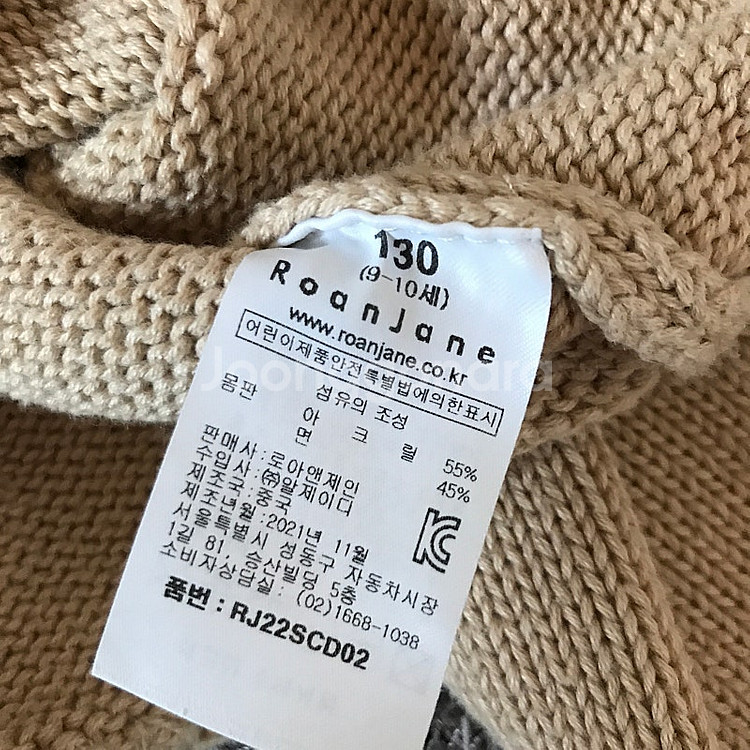 130
(9-10세)
RoanJane
www.roanjane.co.kr
어린이제품안전특별법에의한표시
섬유의 조성
몽판 아 크 릴 55%
면 45%
판매사:로아앤제인
수입사:㈜알제이디
제조국:중국
제조년월:2021년 11월
서울특별시 성동구 자동차시장
1길 81, 승산빌딩 5층
소비자상담실: (02)1668-1038
품번 : RJ22SCD02
KC